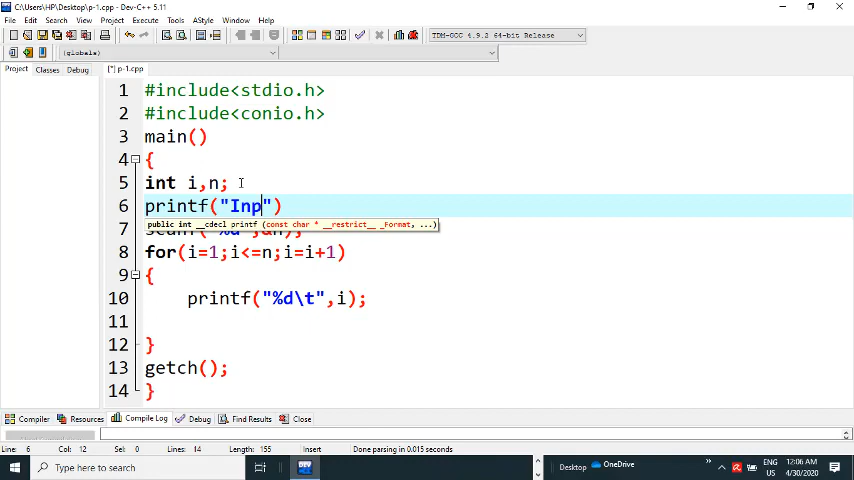 C:\Users\HP\Desktop\p-1.cpp - Dev-C++ 5.11
File Edit Search View Project Execute Tools AStyle Window Help
TDM-GCC 4.9.2 64-bit Release
(globals)
Project Classes Debug [*] p-1.cpp
1 #include<stdio.h>
2 #include<conio.h>
3 main()
4 {
5 int i,n;
6 printf("Inp")
public int __cdecl printf (const char * __restrict__ _Format, ...)
7
8 for(i=1;i<=n;i=i+1)
9 {
10 printf("%d\t",i);
11
12 }
13 getch();
14 }
Compiler Resources Compile Log Debug Find Results Close
Line: 6 Col: 12 Sel: 0 Lines: 14 Length: 155 Insert Done parsing in 0.015 seconds
Type here to search
Desktop OneDrive
ENG US
12:06 AM
4/30/2020